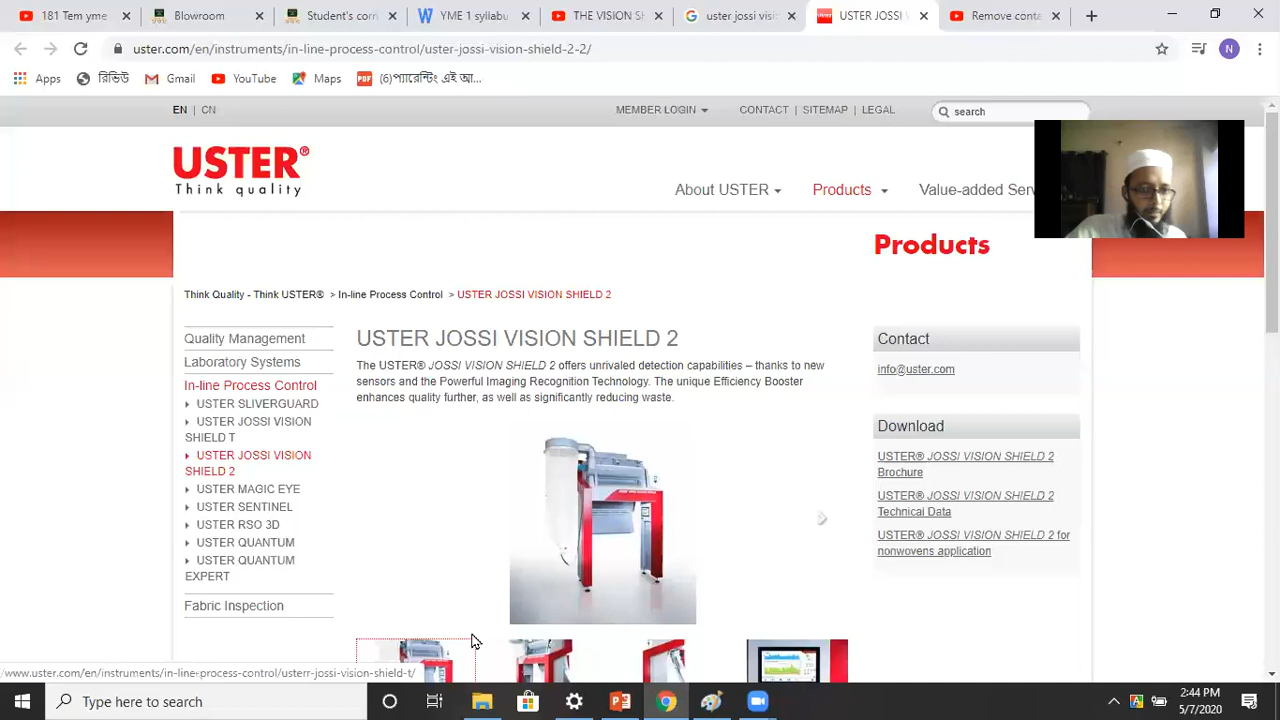 181 Tem yme
Blowroom
Student's cor
YME 1 syllabu
THE VISION S
uster jossi visi
USTER JOSSI V
Remove conta
uster.com/en/instruments/in-line-process-control/uster-jossi-vision-shield-2-2/
N
Apps
রিভিউ
Gmail
YouTube
Maps
(6)প্যারেন্টিং এই আ...
EN | CN
MEMBER LOGIN
CONTACT | SITEMAP | LEGAL
search
USTER®
Think quality
About USTER
Products
Value-added Serv
Products
Think Quality - Think USTER® > In-line Process Control > USTER JOSSI VISION SHIELD 2
Quality Management
Laboratory Systems
In-line Process Control
USTER SLIVERGUARD
USTER JOSSI VISION
SHIELD T
USTER JOSSI VISION
SHIELD 2
USTER MAGIC EYE
USTER SENTINEL
USTER RSO 3D
USTER QUANTUM
USTER QUANTUM
EXPERT
Fabric Inspection
USTER JOSSI VISION SHIELD 2
The USTER® JOSSI VISION SHIELD 2 offers unrivaled detection capabilities – thanks to new
sensors and the Powerful Imaging Recognition Technology. The unique Efficiency Booster
enhances quality further, as well as significantly reducing waste.
Contact
info@uster.com
Download
USTER® JOSSI VISION SHIELD 2
Brochure
USTER® JOSSI VISION SHIELD 2
Technical Data
USTER® JOSSI VISION SHIELD 2 for
nonwovens application
/www.uster.com/en/instruments/in-line-process-control/usterr-jossi-vision-shield-t/
Type here to search
2:44 PM
5/7/2020